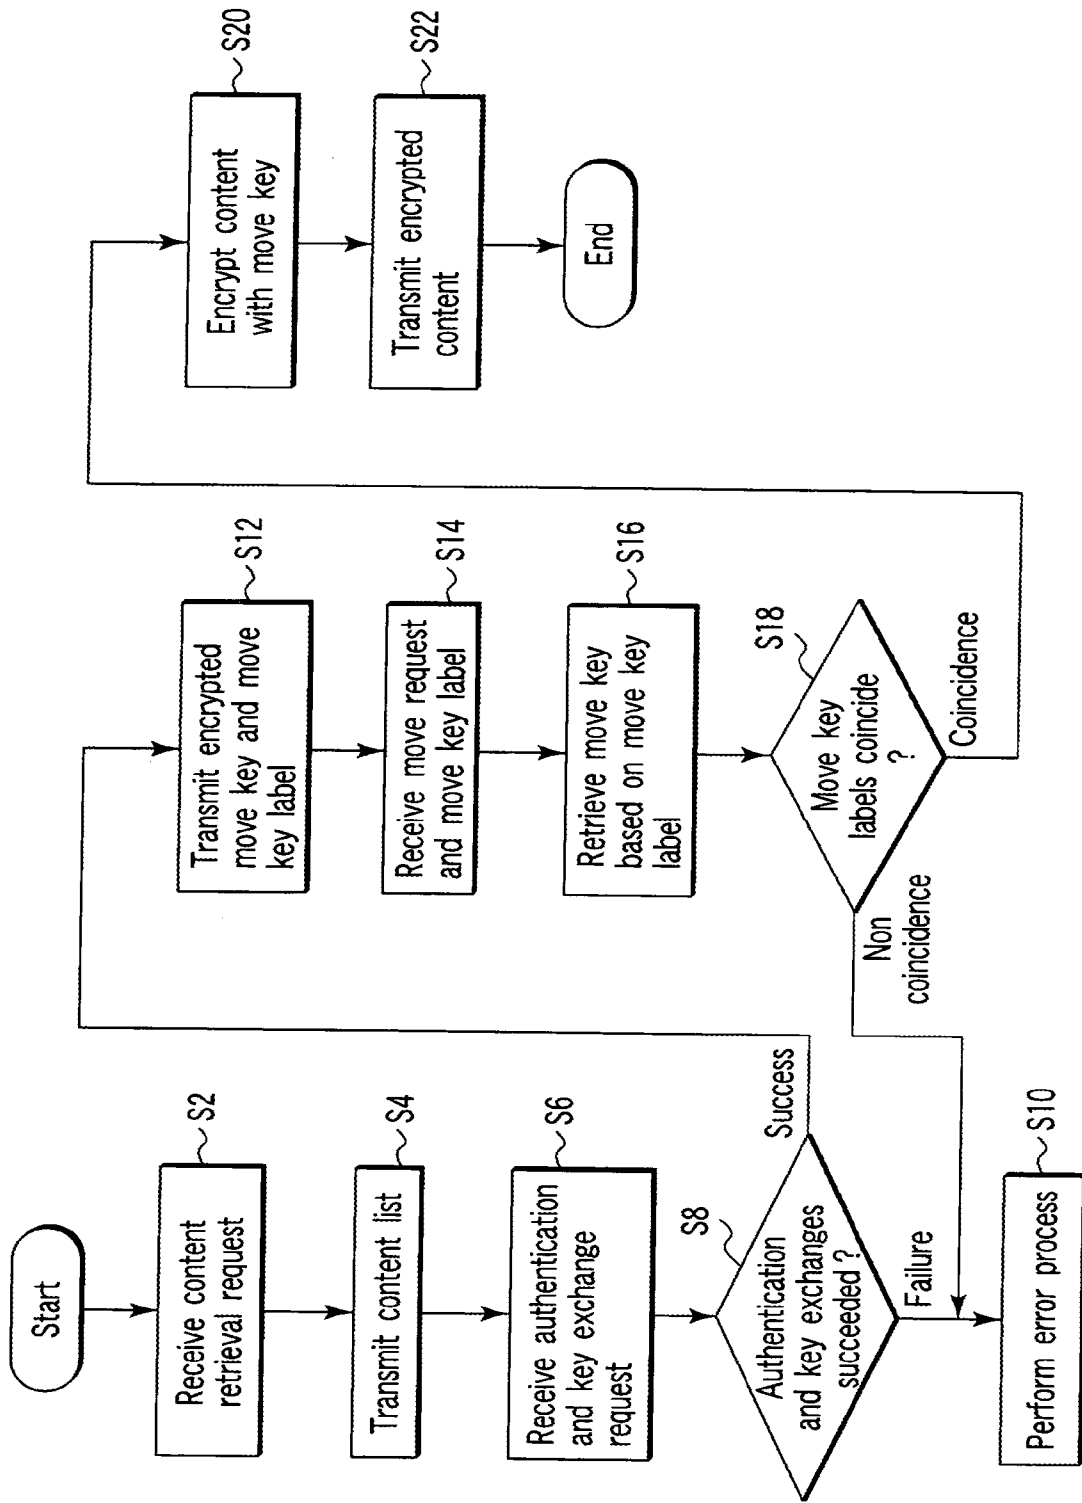 Start
Receive content
retrieval request
S2
Transmit content list
S4
Receive authentication
and key exchange
request
S6
Authentication
and key exchanges
succeeded ?
S8
Success
Failure
Perform error process
S10
Transmit encrypted
move key and move
key label
S12
Receive move request
and move key label
S14
Retrieve move key
based on move key
label
S16
Move key
labels coincide
?
S18
Non
coincidence
Coincidence
Encrypt content
with move key
S20
Transmit encrypted
content
S22
End